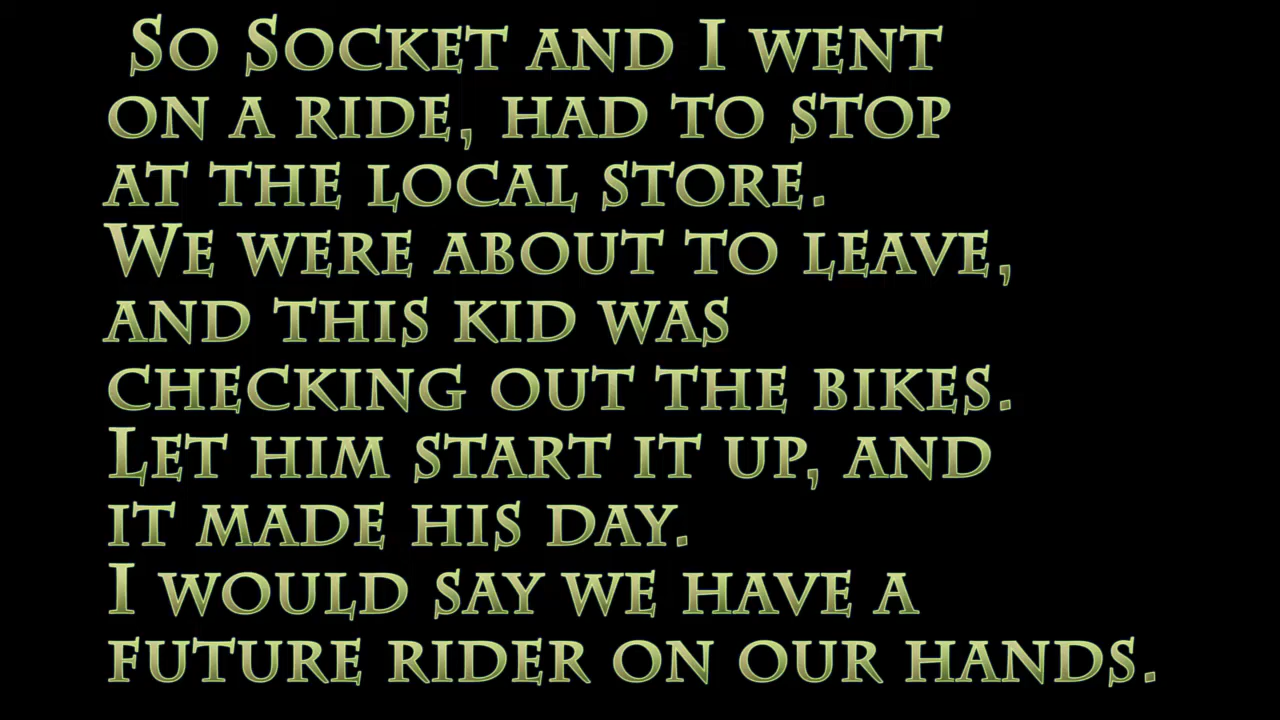 So Socket and I went
on a ride, had to stop
at the local store.
We were about to leave,
and this kid was
checking out the bikes.
Let him start it up, and
it made his day.
I would say we have a
future rider on our hands.